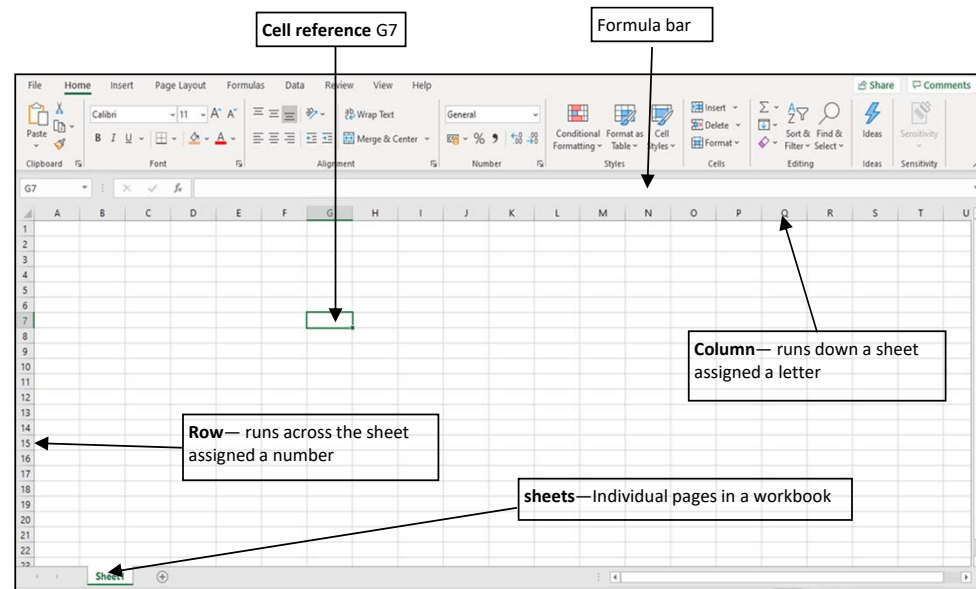 Cell reference G7
Formula bar
File Home Insert Page Layout Formulas Data Review View Help Share Comments
Calibri 11 A^ A˅ Wrap Text General Insert Σ
Paste Conditional Format as Cell Delete Sort & Find & Ideas Sensitivity
B I U A Merge & Center % 9 Formatting Table Styles Format Filter Select
Clipboard Font Alignment Number Styles Cells Editing Ideas Sensitivity
G7 fx
A B C D E F G H I J K L M N O P Q R S T U
1
2
3
4
5
6
7
8
9
10
11
12
13
14
15
16
17
18
19
20
21
22
23
Column— runs down a sheet
assigned a letter
Row— runs across the sheet
assigned a number
sheets—Individual pages in a workbook
Sheet1